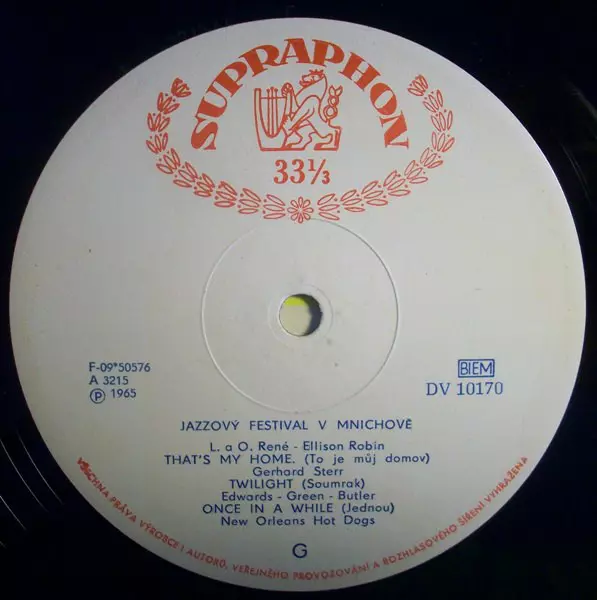 SUPRAPHON
33⅓
F-09*50576
A 3215
Ⓟ 1965
BIEM
DV 10170
JAZZOVÝ FESTIVAL V MNICHOVĚ
L. a O. René - Ellison Robin
THAT'S MY HOME. (To je můj domov)
Gerhard Sterr
TWILIGHT (Soumrak)
Edwards - Green - Butler
ONCE IN A WHILE (Jednou)
New Orleans Hot Dogs
G
VŠECHNA PRÁVA VÝROBCE I AUTORŮ, VEŘEJNÉHO PROVOZOVÁNÍ A ROZHLASOVÉHO ŠÍŘENÍ VYHRAŽENA